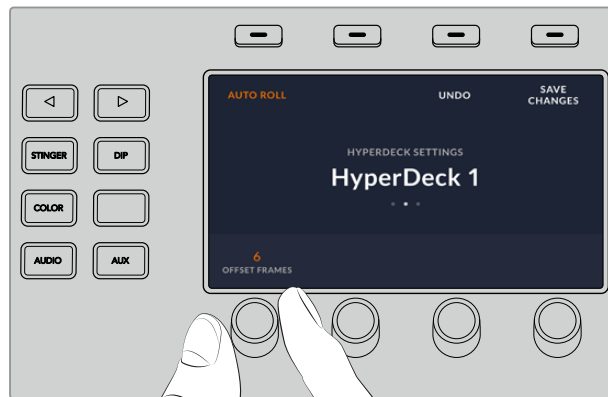 AUTO ROLL
UNDO
SAVE
CHANGES
HYPERDECK SETTINGS
HyperDeck 1
STINGER
DIP
COLOR
AUDIO
AUX
6
OFFSET FRAMES